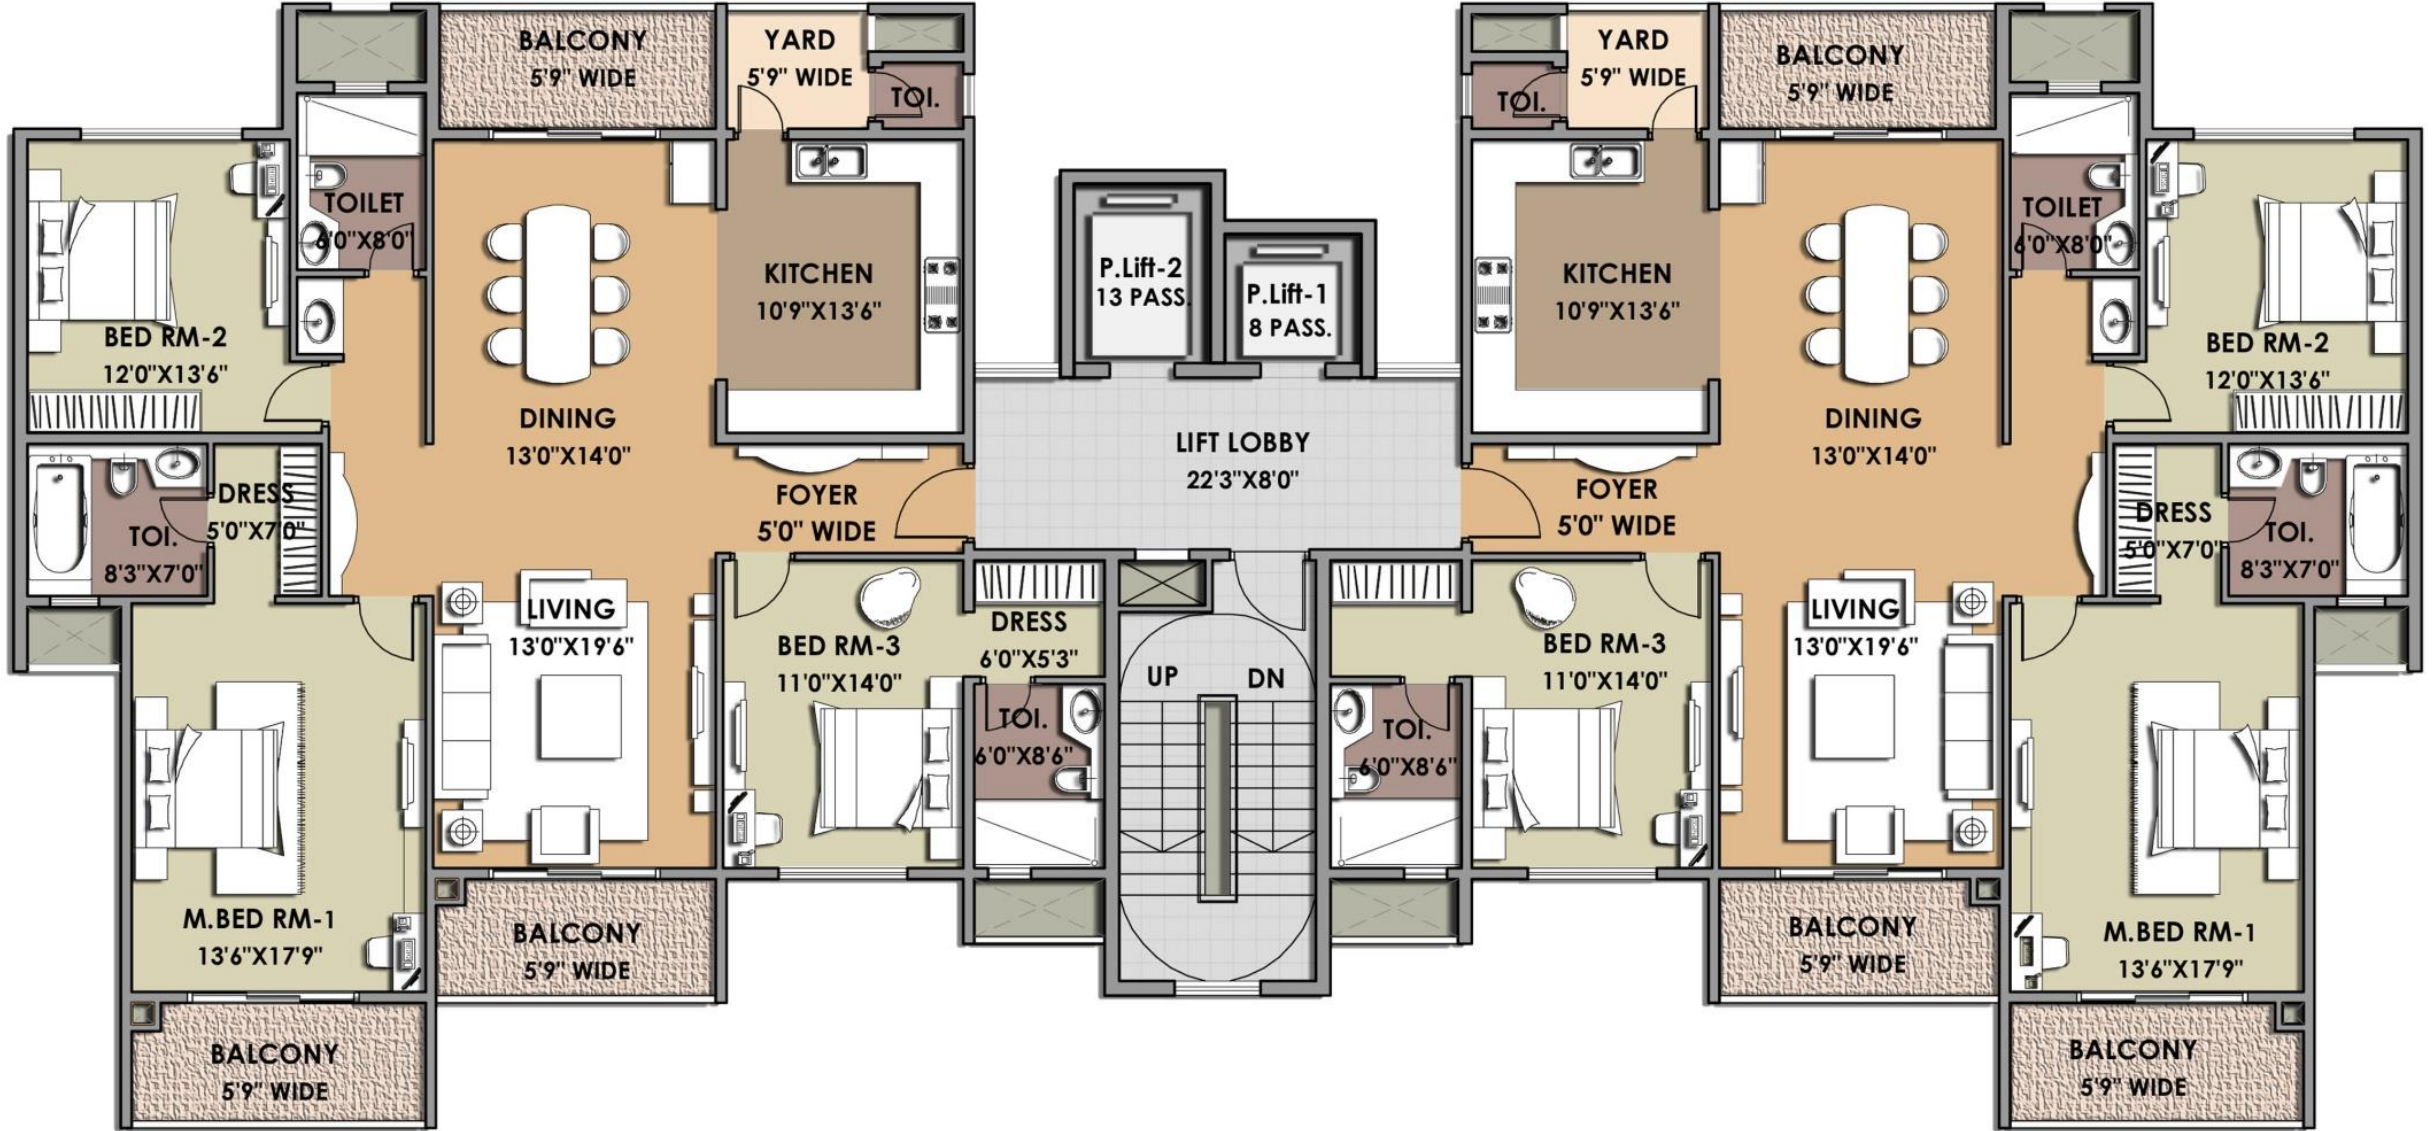 BALCONY
5'9" WIDE
YARD
5'9" WIDE
TOI.
TOILET
6'0"X8'0"
BED RM-2
12'0"X13'6"
KITCHEN
10'9"X13'6"
DINING
13'0"X14'0"
TOI.
8'3"X7'0"
DRESS
5'0"X7'0"
FOYER
5'0" WIDE
LIVING
13'0"X19'6"
BED RM-3
11'0"X14'0"
DRESS
6'0"X5'3"
TOI.
6'0"X8'6"
M.BED RM-1
13'6"X17'9"
BALCONY
5'9" WIDE
BALCONY
5'9" WIDE
P.Lift-2
13 PASS.
P.Lift-1
8 PASS.
LIFT LOBBY
22'3"X8'0"
UP
DN
YARD
5'9" WIDE
TOI.
BALCONY
5'9" WIDE
TOILET
6'0"X8'0"
KITCHEN
10'9"X13'6"
BED RM-2
12'0"X13'6"
DINING
13'0"X14'0"
FOYER
5'0" WIDE
DRESS
5'0"X7'0"
TOI.
8'3"X7'0"
LIVING
13'0"X19'6"
BED RM-3
11'0"X14'0"
TOI.
6'0"X8'6"
M.BED RM-1
13'6"X17'9"
BALCONY
5'9" WIDE
BALCONY
5'9" WIDE